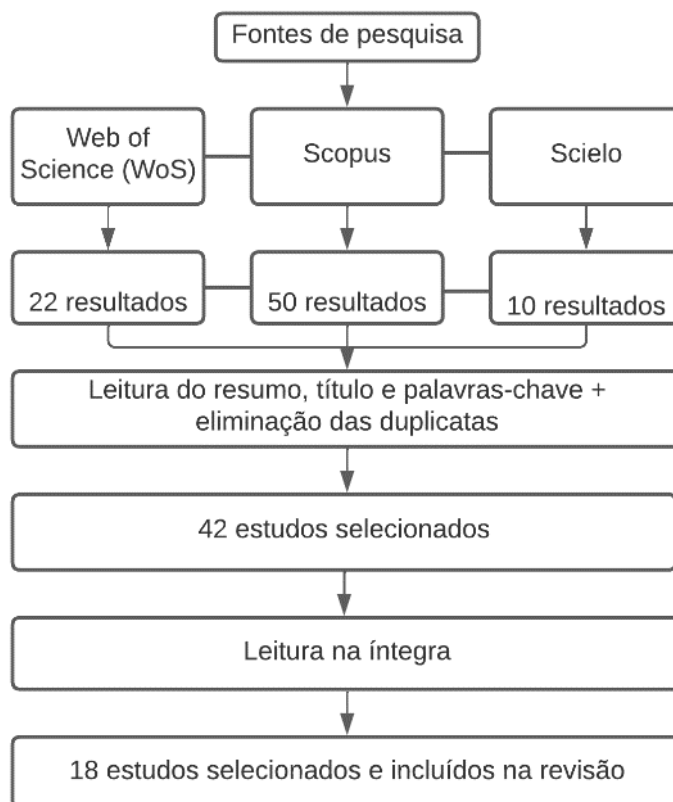 Fontes de pesquisa
Web of
Science (WoS)
Scopus
Scielo
22 resultados
50 resultados
10 resultados
Leitura do resumo, título e palavras-chave +
eliminação das duplicatas
42 estudos selecionados
Leitura na íntegra
18 estudos selecionados e incluídos na revisão